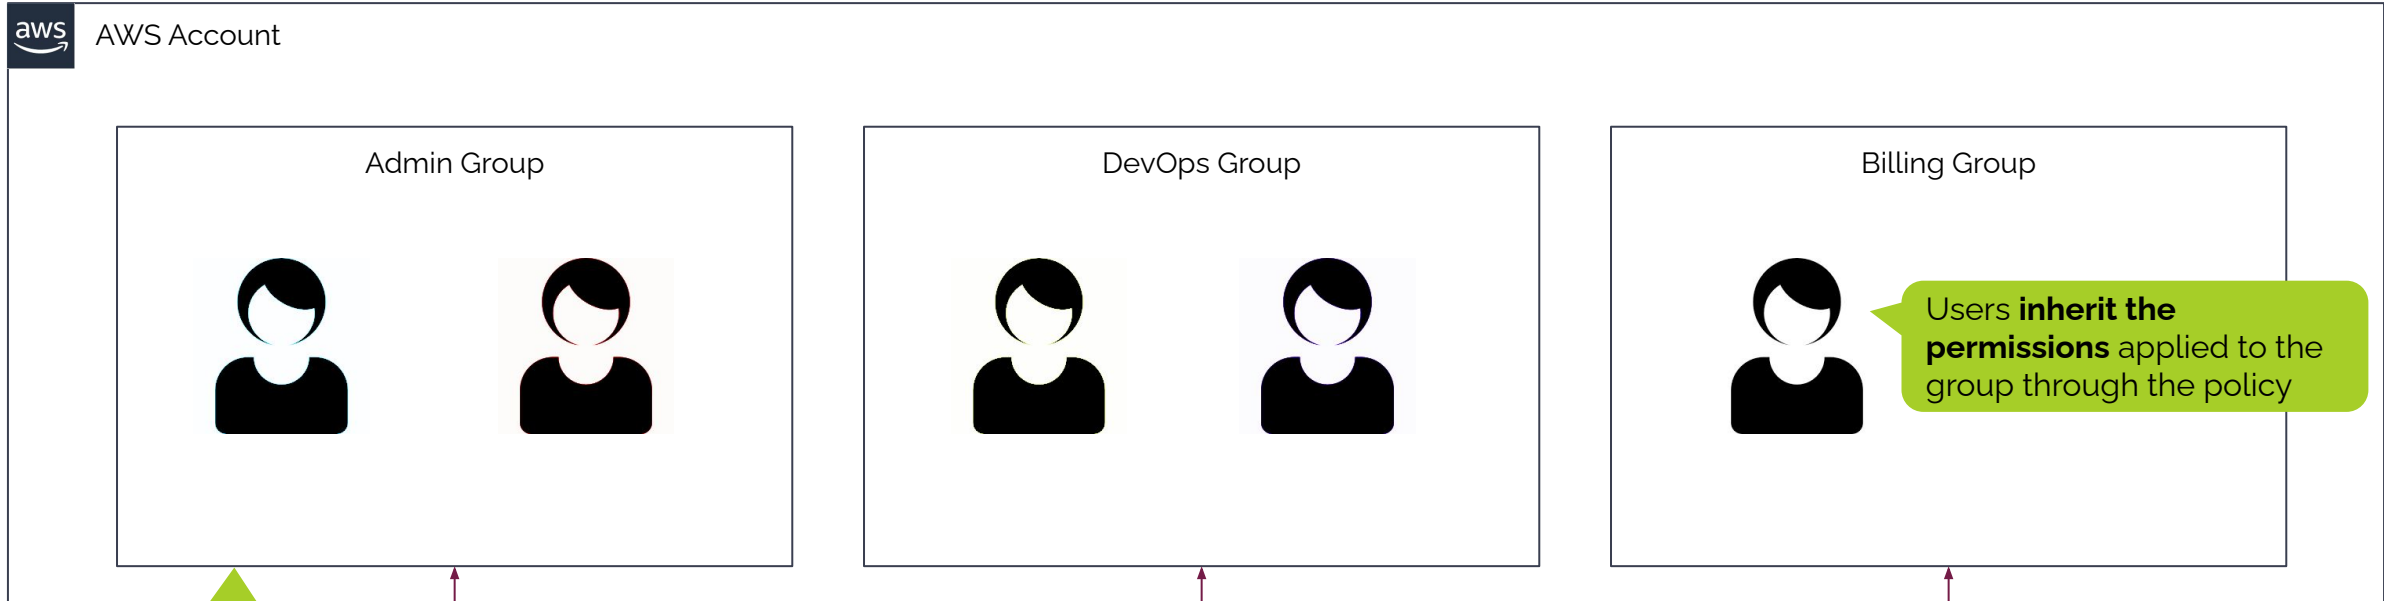 aws
AWS Account
Admin Group
DevOps Group
Billing Group
Users inherit the
permissions applied to the
group through the policy